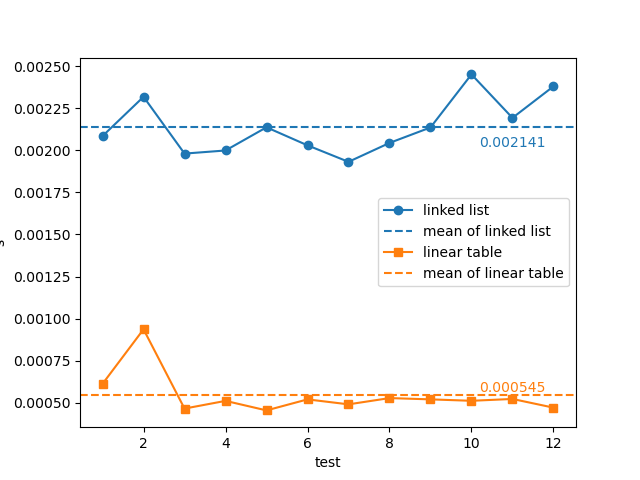 0.00250
0.00225
0.00200
0.00175
0.00150
0.00125
0.00100
0.00075
0.00050
0.002141
linked list
mean of linked list
linear table
mean of linear table
0.000545
2 4 6 8 10 12
test